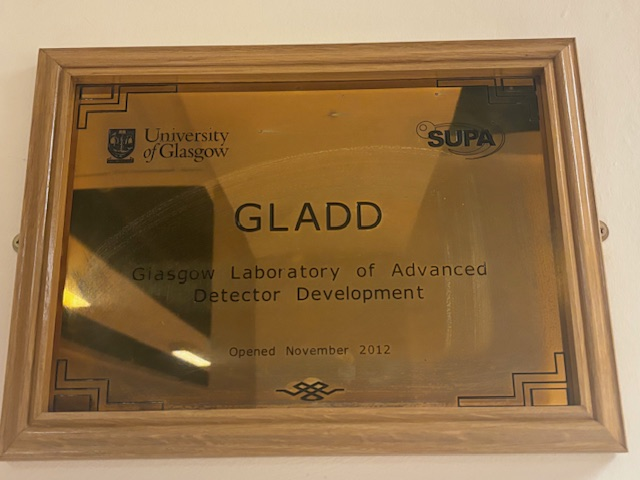 University
of Glasgow
SUPA
GLADD
Glasgow Laboratory of Advanced
Detector Development
Opened November 2012